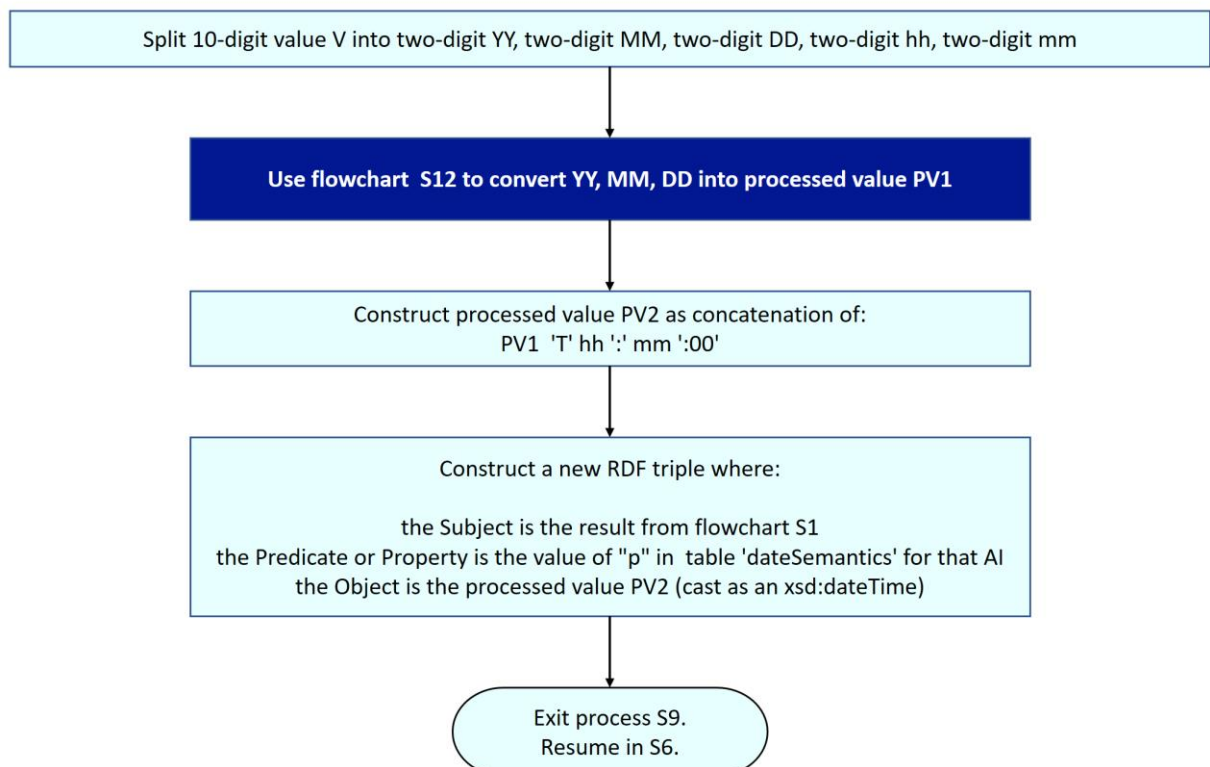 Split 10-digit value V into two-digit YY, two-digit MM, two-digit DD, two-digit hh, two-digit mm
Use flowchart  S12 to convert YY, MM, DD into processed value PV1
Construct processed value PV2 as concatenation of:
PV1  'T' hh ':' mm ':00'
Construct a new RDF triple where:
the Subject is the result from flowchart S1
the Predicate or Property is the value of "p" in  table 'dateSemantics' for that AI
the Object is the processed value PV2 (cast as an xsd:dateTime)
Exit process S9.
Resume in S6.